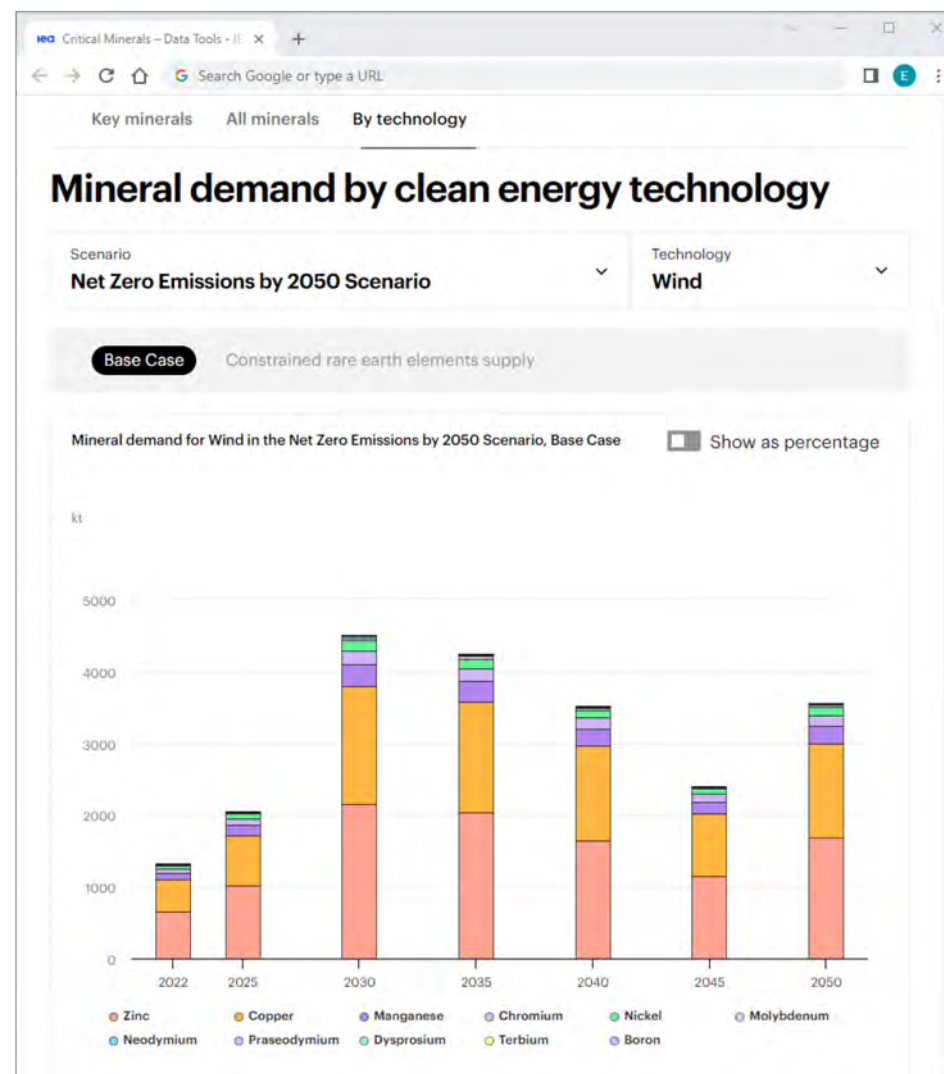 iea Critical Minerals – Data Tools - IE
Search Google or type a URL
E
Key minerals All minerals By technology
Mineral demand by clean energy technology
Scenario
Net Zero Emissions by 2050 Scenario
Technology
Wind
Base Case Constrained rare earth elements supply
Mineral demand for Wind in the Net Zero Emissions by 2050 Scenario, Base Case
Show as percentage
kt
5000
4000
3000
2000
1000
0
2022 2025 2030 2035 2040 2045 2050
Zinc Copper Manganese Chromium Nickel Molybdenum
Neodymium Praseodymium Dysprosium Terbium Boron